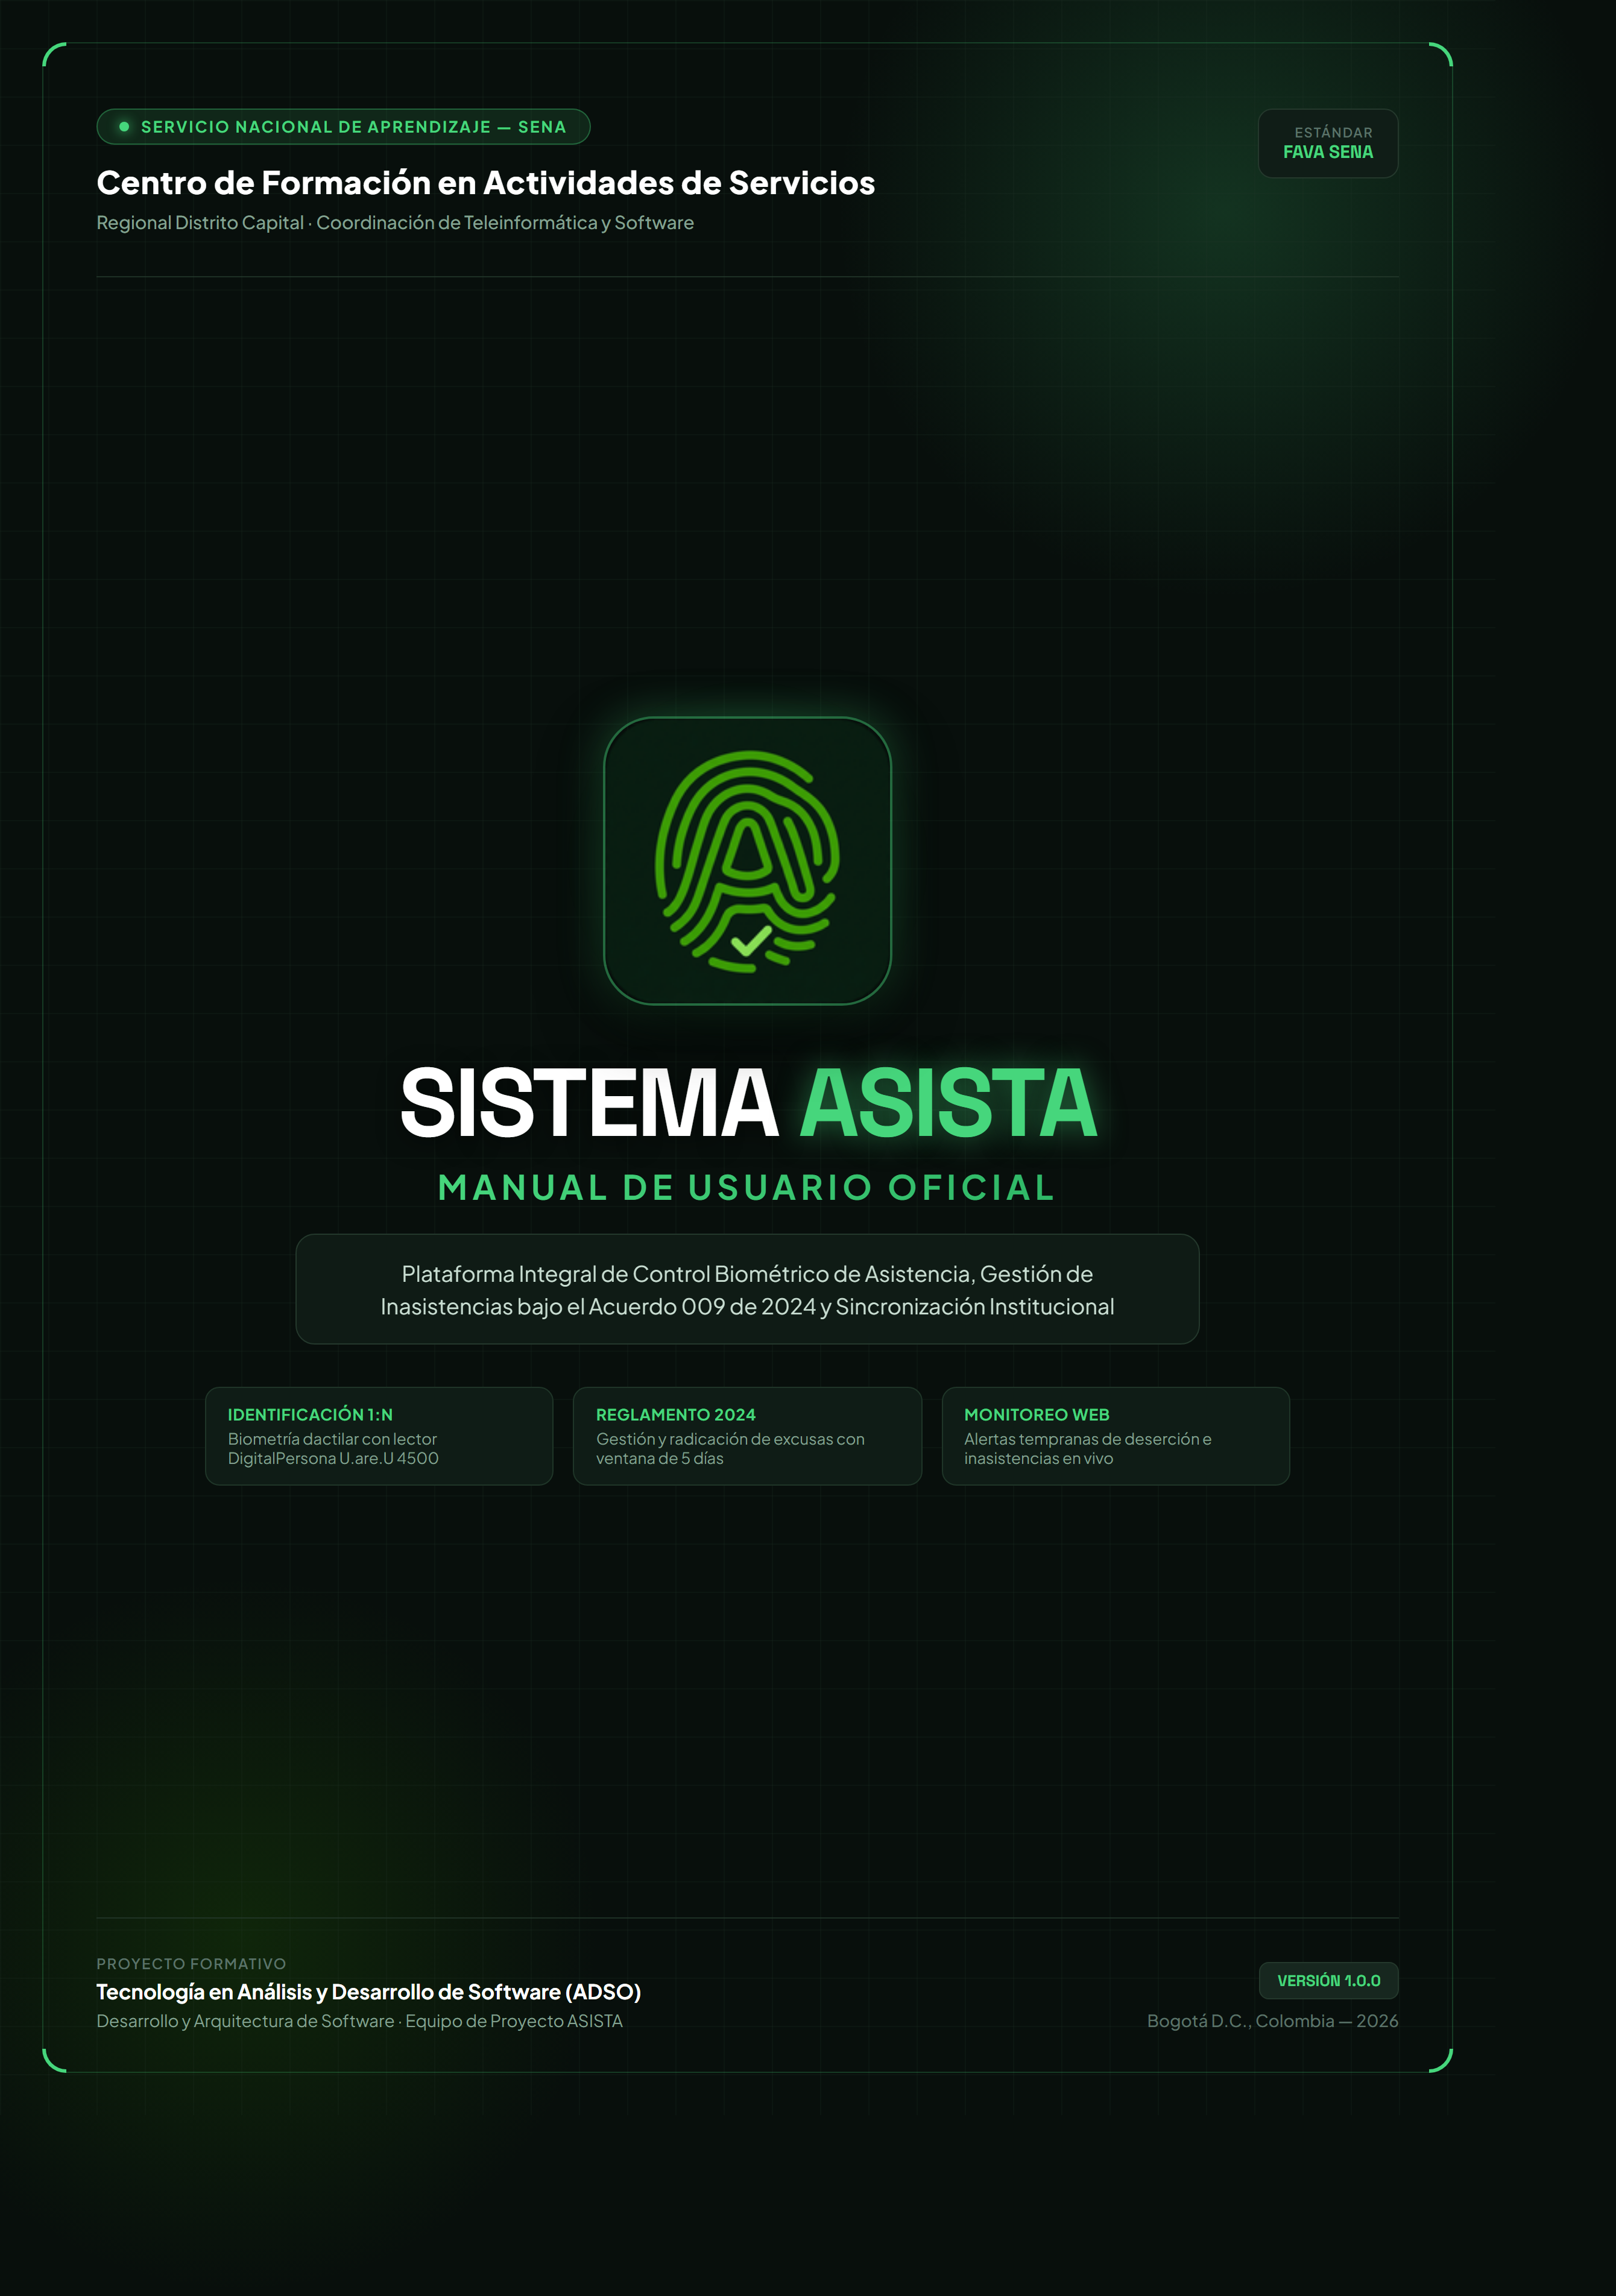 SERVICIO NACIONAL DE APRENDIZAJE — SENA
Centro de Formación en Actividades de Servicios
Regional Distrito Capital · Coordinación de Teleinformática y Software
ESTÁNDAR
FAVA SENA
SISTEMA ASISTA
MANUAL DE USUARIO OFICIAL
Plataforma Integral de Control Biométrico de Asistencia, Gestión de
Inasistencias bajo el Acuerdo 009 de 2024 y Sincronización Institucional
IDENTIFICACIÓN 1:N
Biometría dactilar con lector
DigitalPersona U.are.U 4500
REGLAMENTO 2024
Gestión y radicación de excusas con
ventana de 5 días
MONITOREO WEB
Alertas tempranas de deserción e
inasistencias en vivo
PROYECTO FORMATIVO
Tecnología en Análisis y Desarrollo de Software (ADSO)
Desarrollo y Arquitectura de Software · Equipo de Proyecto ASISTA
VERSIÓN 1.0.0
Bogotá D.C., Colombia — 2026